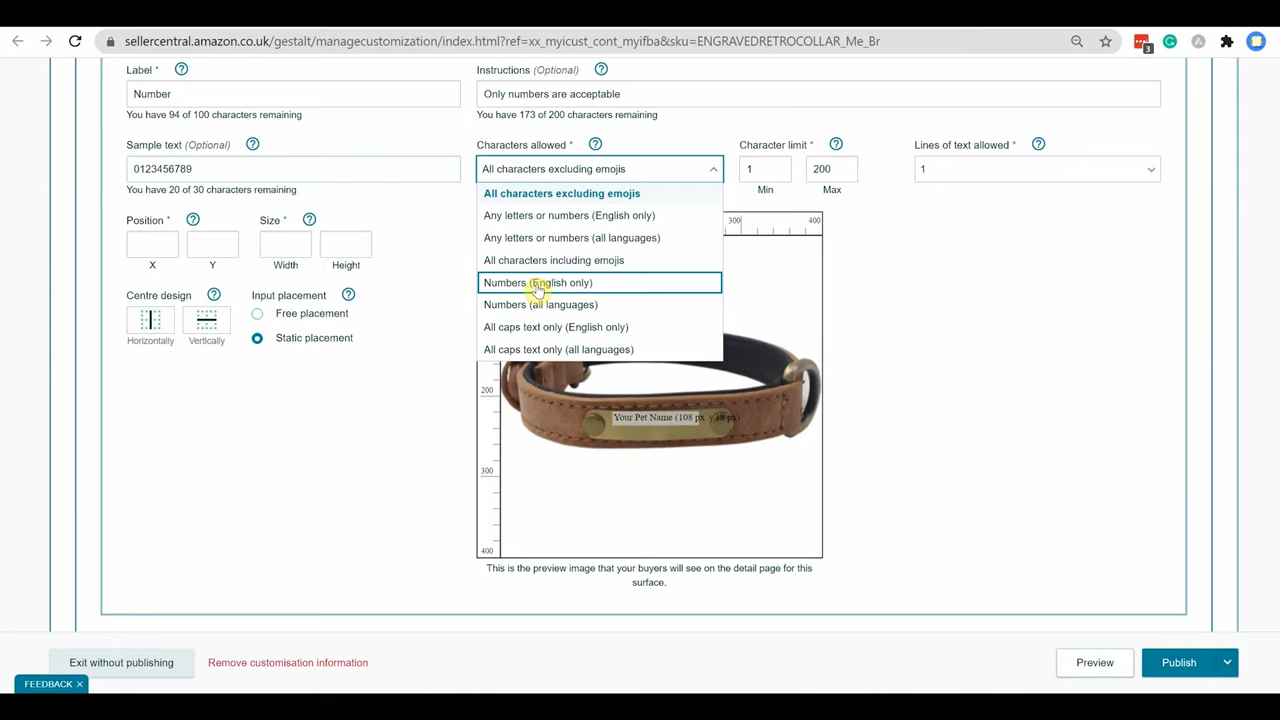 sellercentral.amazon.co.uk/gestalt/managecustomization/index.html?ref=xx_myicust_cont_myifba&sku=ENGRAVEDRETROCOLLAR_Me_Br
3
Label * ?
Instructions (Optional) ?
Number
Only numbers are acceptable
You have 94 of 100 characters remaining
You have 173 of 200 characters remaining
Sample text (Optional) ?
Characters allowed * ?
Character limit * ?
Lines of text allowed * ?
0123456789
All characters excluding emojis
1
200
1
You have 20 of 30 characters remaining
Min
Max
All characters excluding emojis
Any letters or numbers (English only)
Any letters or numbers (all languages)
All characters including emojis
Numbers (English only)
Numbers (all languages)
All caps text only (English only)
All caps text only (all languages)
Position * ?
Size * ?
X
Y
Width
Height
Centre design ?
Input placement ?
Free placement
Static placement
Horizontally
Vertically
300
400
200
300
400
Your Pet Name (108 px
This is the preview image that your buyers will see on the detail page for this
surface.
Exit without publishing
Remove customisation information
Preview
Publish
FEEDBACK ×